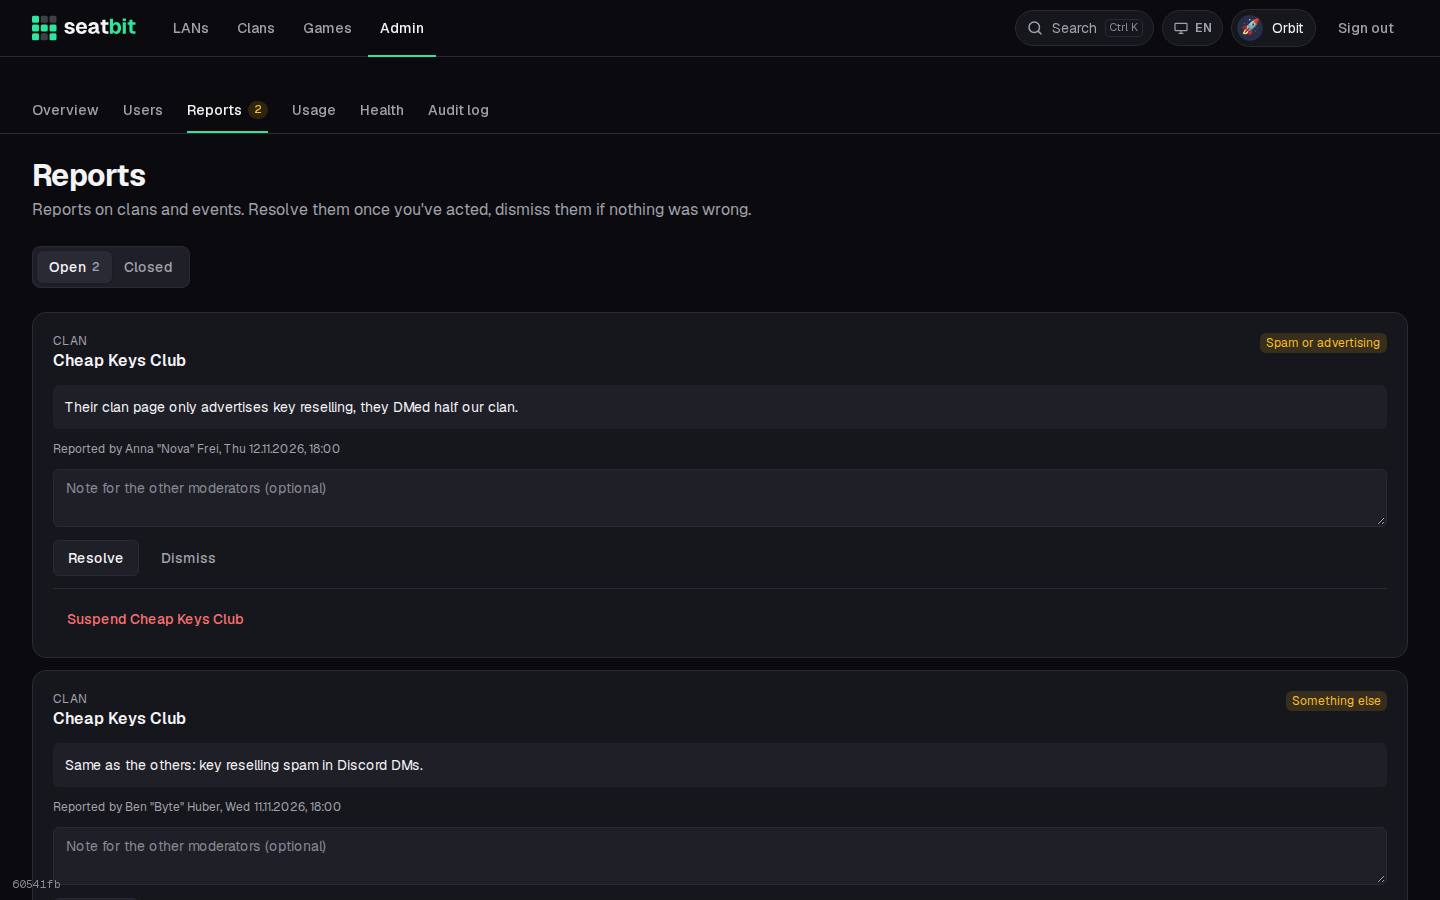 seatbit LANs Clans Games Admin Search Ctrl K EN Orbit Sign out
Overview Users Reports 2 Usage Health Audit log
Reports
Reports on clans and events. Resolve them once you've acted, dismiss them if nothing was wrong.
Open 2 Closed
CLAN
Spam or advertising
Cheap Keys Club
Their clan page only advertises key reselling, they DMed half our clan.
Reported by Anna "Nova" Frei, Thu 12.11.2026, 18:00
Note for the other moderators (optional)
Resolve Dismiss
Suspend Cheap Keys Club
CLAN
Something else
Cheap Keys Club
Same as the others: key reselling spam in Discord DMs.
Reported by Ben "Byte" Huber, Wed 11.11.2026, 18:00
Note for the other moderators (optional)
60541fb